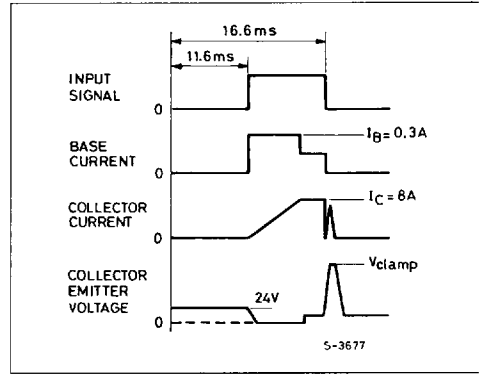 16.6ms
11.6ms
INPUT
SIGNAL
0
BASE
CURRENT
0
IB= 0.3A
COLLECTOR
CURRENT
0
IC= 8A
COLLECTOR
EMITTER
VOLTAGE
0
24V
Vclamp
S-3677